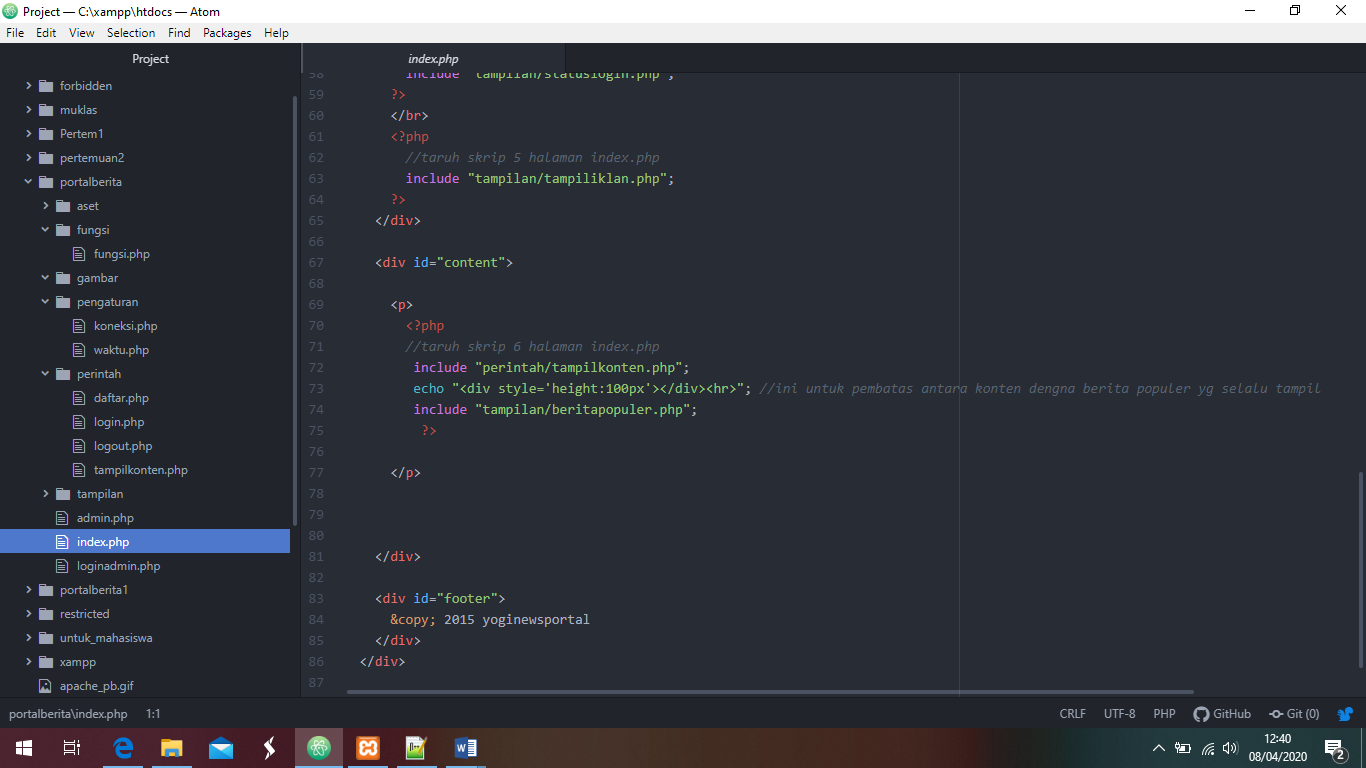 Project — C:\xampp\htdocs — Atom
File Edit View Selection Find Packages Help
Project
forbidden
muklas
Pertem1
pertemuan2
portalberita
aset
fungsi
fungsi.php
gambar
pengaturan
koneksi.php
waktu.php
perintah
daftar.php
login.php
logout.php
tampilkonten.php
tampilan
admin.php
index.php
loginadmin.php
portalberita1
restricted
untuk_mahasiswa
xampp
apache_pb.gif
index.php
58 include "tampilan/statuslogin.php";
59 ?>
60 </br>
61 <?php
62 //taruh skrip 5 halaman index.php
63 include "tampilan/tampiliklan.php";
64 ?>
65 </div>
66
67 <div id="content">
68
69 <p>
70 <?php
71 //taruh skrip 6 halaman index.php
72 include "perintah/tampilkonten.php";
73 echo "<div style='height:100px'></div><hr>"; //ini untuk pembatas antara konten dengna berita populer yg selalu tampil
74 include "tampilan/beritapopuler.php";
75 ?>
76
77 </p>
78
79
80
81 </div>
82
83 <div id="footer">
84 &copy; 2015 yoginewsportal
85 </div>
86 </div>
87
portalberita\index.php 1:1 CRLF UTF-8 PHP GitHub Git (0)
12:40
08/04/2020
2